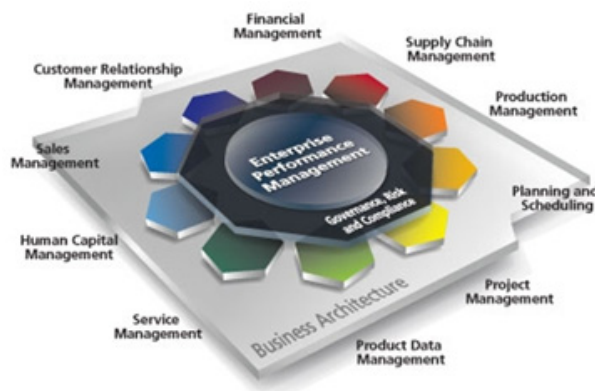 Financial
Management
Supply Chain
Management
Customer Relationship
Management
Production
Management
Sales
Management
Enterprise
Performance
Management
Governance, Risk
and Compliance
Planning and
Scheduling
Human Capital
Management
Project
Management
Service
Management
Business Architecture
Product Data
Management